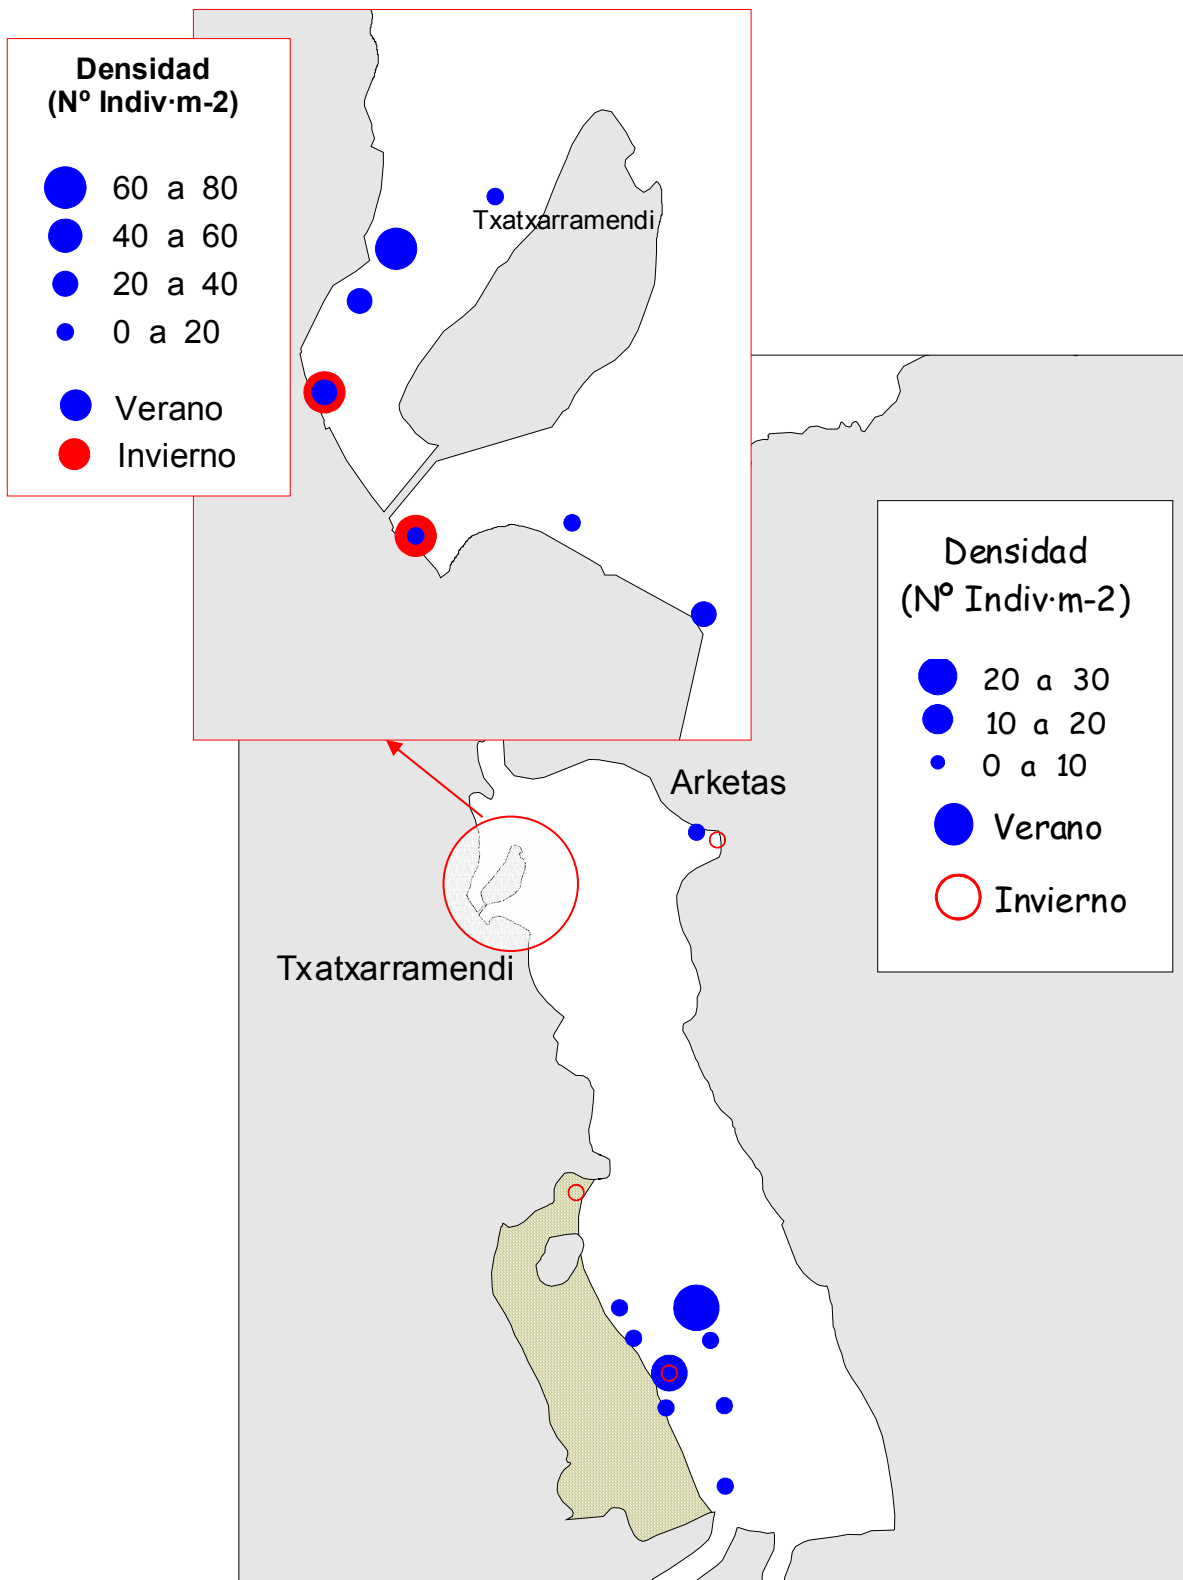 Densidad
(Nº Indiv·m-2)
60 a 80
40 a 60
20 a 40
0 a 20
Verano
Invierno
Txatxarramendi
Densidad
(Nº Indiv·m-2)
20 a 30
10 a 20
0 a 10
Verano
Invierno
Arketas
Txatxarramendi